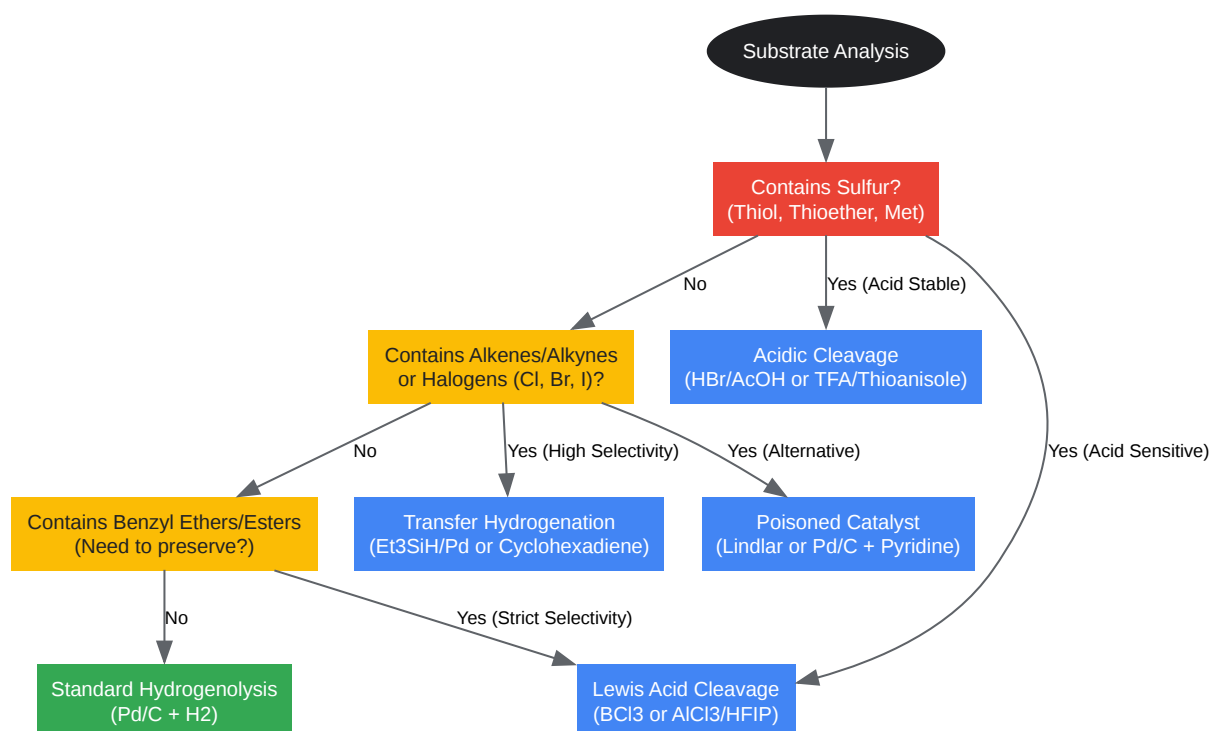 Substrate Analysis
Contains Sulfur?
(Thiol, Thioether, Met)
No
Yes (Acid Stable)
Contains Alkenes/Alkynes
or Halogens (Cl, Br, I)?
Acidic Cleavage
(HBr/AcOH or TFA/Thioanisole)
No
Yes (High Selectivity)
Yes (Alternative)
Yes (Acid Sensitive)
Contains Benzyl Ethers/Esters
(Need to preserve?)
Transfer Hydrogenation
(Et3SiH/Pd or Cyclohexadiene)
Poisoned Catalyst
(Lindlar or Pd/C + Pyridine)
No
Yes (Strict Selectivity)
Standard Hydrogenolysis
(Pd/C + H2)
Lewis Acid Cleavage
(BCl3 or AlCl3/HFIP)